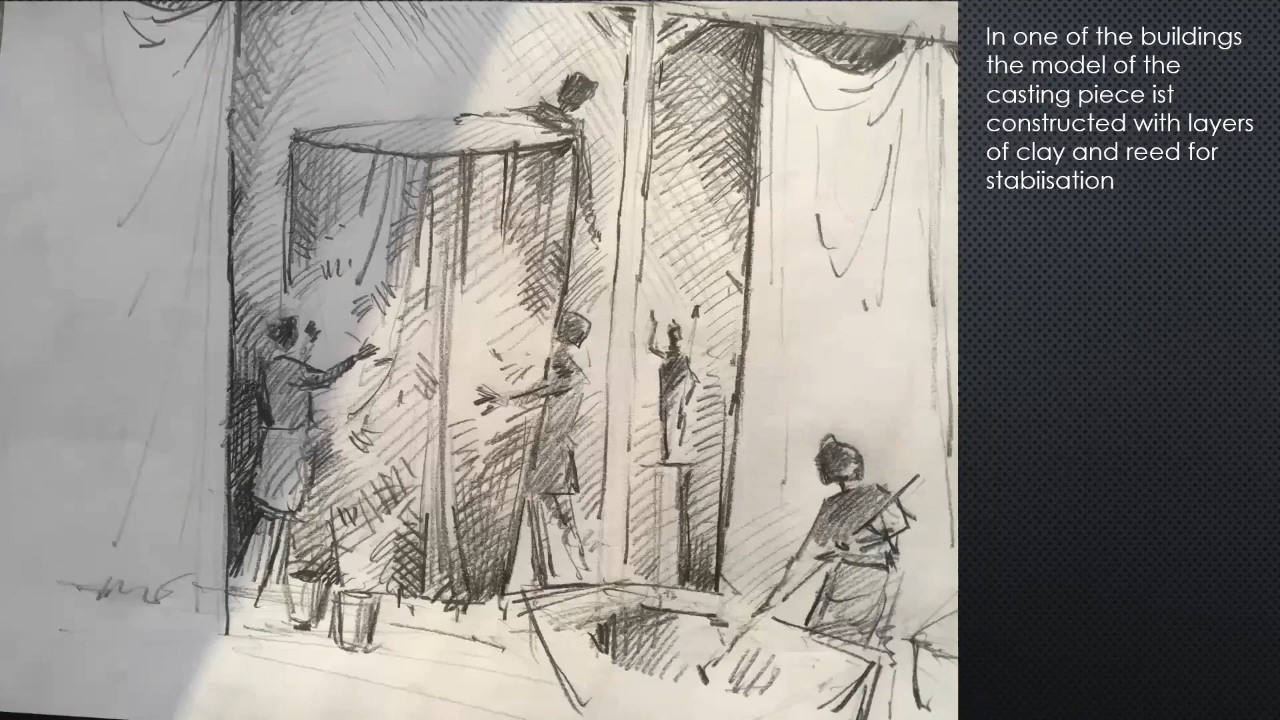 In one of the buildings
the model of the
casting piece ist
constructed with layers
of clay and reed for
stabiisation